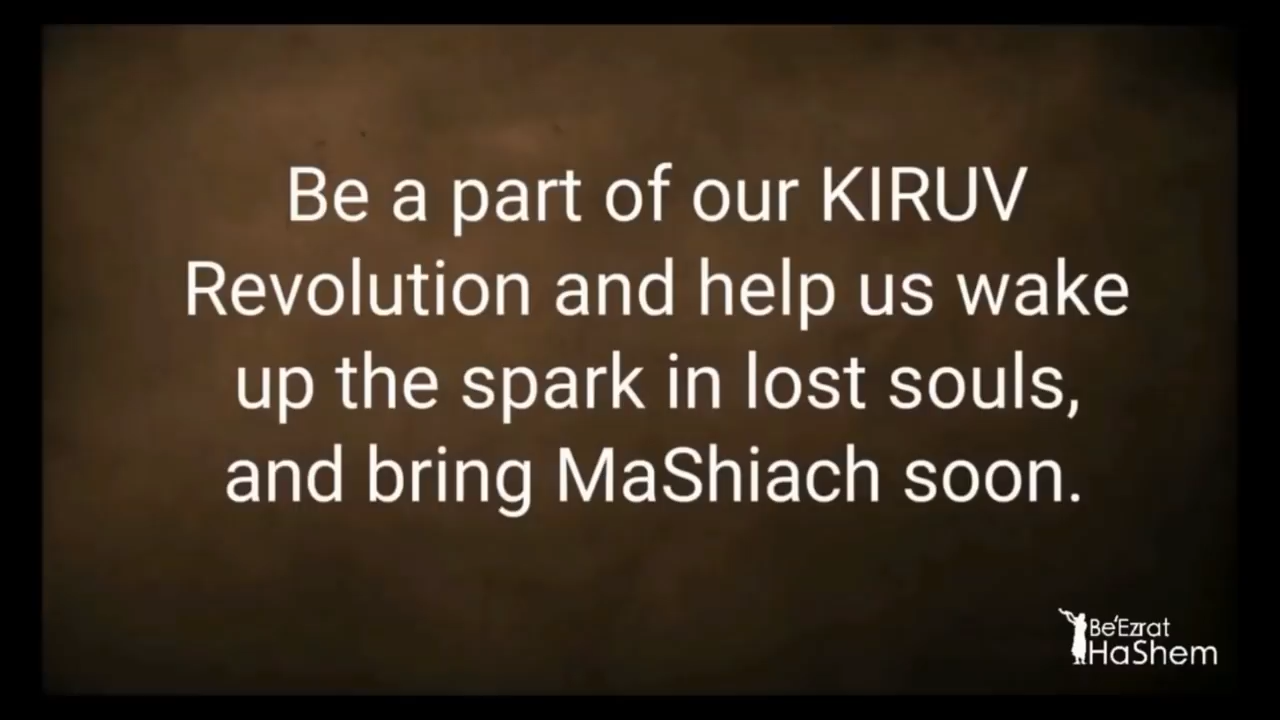 Be a part of our KIRUV
Revolution and help us wake
up the spark in lost souls,
and bring MaShiach soon.
Be'Ezrat
HaShem